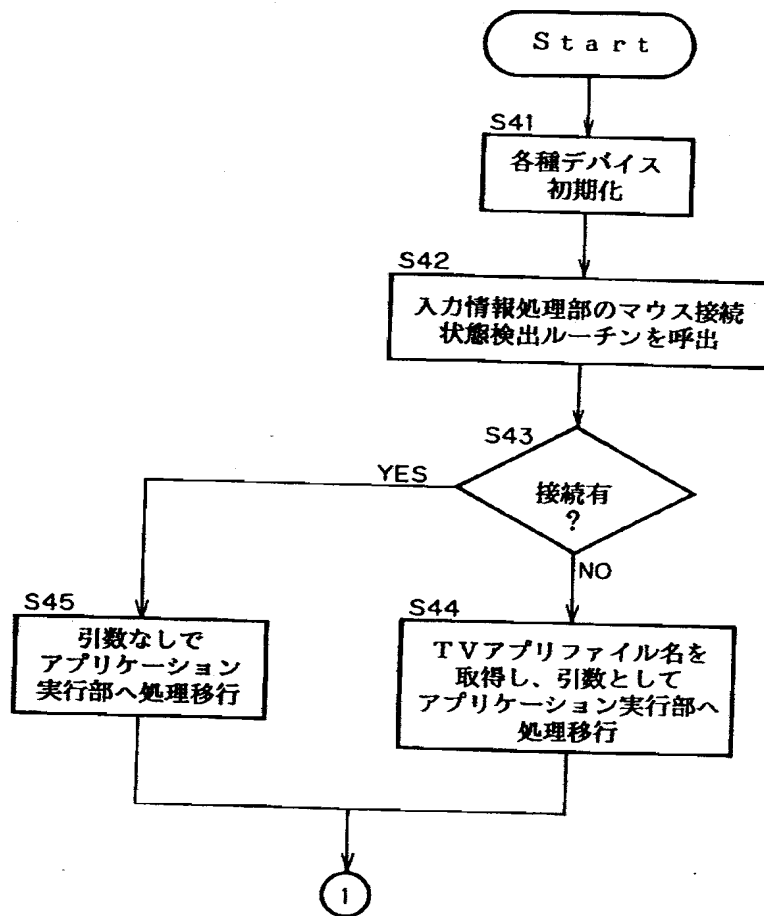 Start
S41
各種デバイス
初期化
S42
入力情報処理部のマウス接続
状態検出ルーチンを呼出
S43
接続有
?
YES
NO
S45
引数なしで
アプリケーション
実行部へ処理移行
S44
TVアプリファイル名を
取得し、引数として
アプリケーション実行部へ
処理移行
1